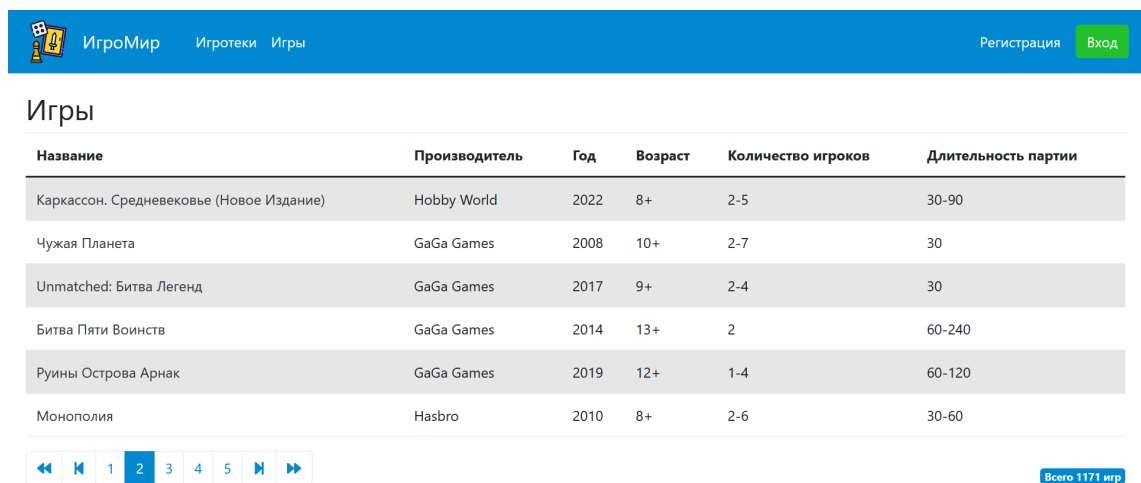 ИгроМир Игротеки Игры Регистрация Вход
Игры
Название Производитель Год Возраст Количество игроков Длительность партии
Каркассон. Средневековье (Новое Издание) Hobby World 2022 8+ 2-5 30-90
Чужая Планета GaGa Games 2008 10+ 2-7 30
Unmatched: Битва Легенд GaGa Games 2017 9+ 2-4 30
Битва Пяти Воинств GaGa Games 2014 13+ 2 60-240
Руины Острова Арнак GaGa Games 2019 12+ 1-4 60-120
Монополия Hasbro 2010 8+ 2-6 30-60
1 2 3 4 5
Всего 1171 игр